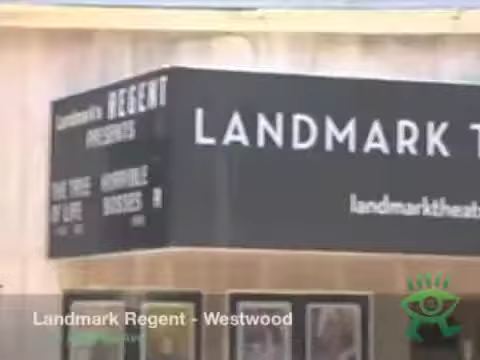 Landmark's REGENT
PRESENTS
THE TREE
OF LIFE
HORRIBLE
BOSSES R
LANDMARK T
landmarktheat
Landmark Regent - Westwood